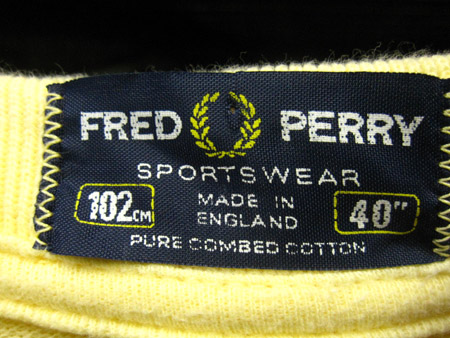 FRED PERRY
SPORTSWEAR
102CM MADE IN ENGLAND 40"
PURE COMBED COTTON